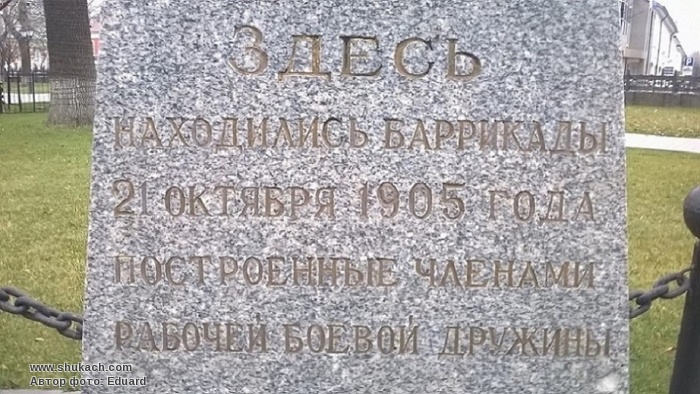 ЗДЕСЬ
НАХОДИЛИСЬ БАРРИКАДЫ
21 ОКТЯБРЯ 1905 ГОДА
ПОСТРОЕННЫЕ ЧЛЕНАМИ
РАБОЧЕЙ БОЕВОЙ ДРУЖИНЫ
www.shukach.com
Автор фото: Eduard